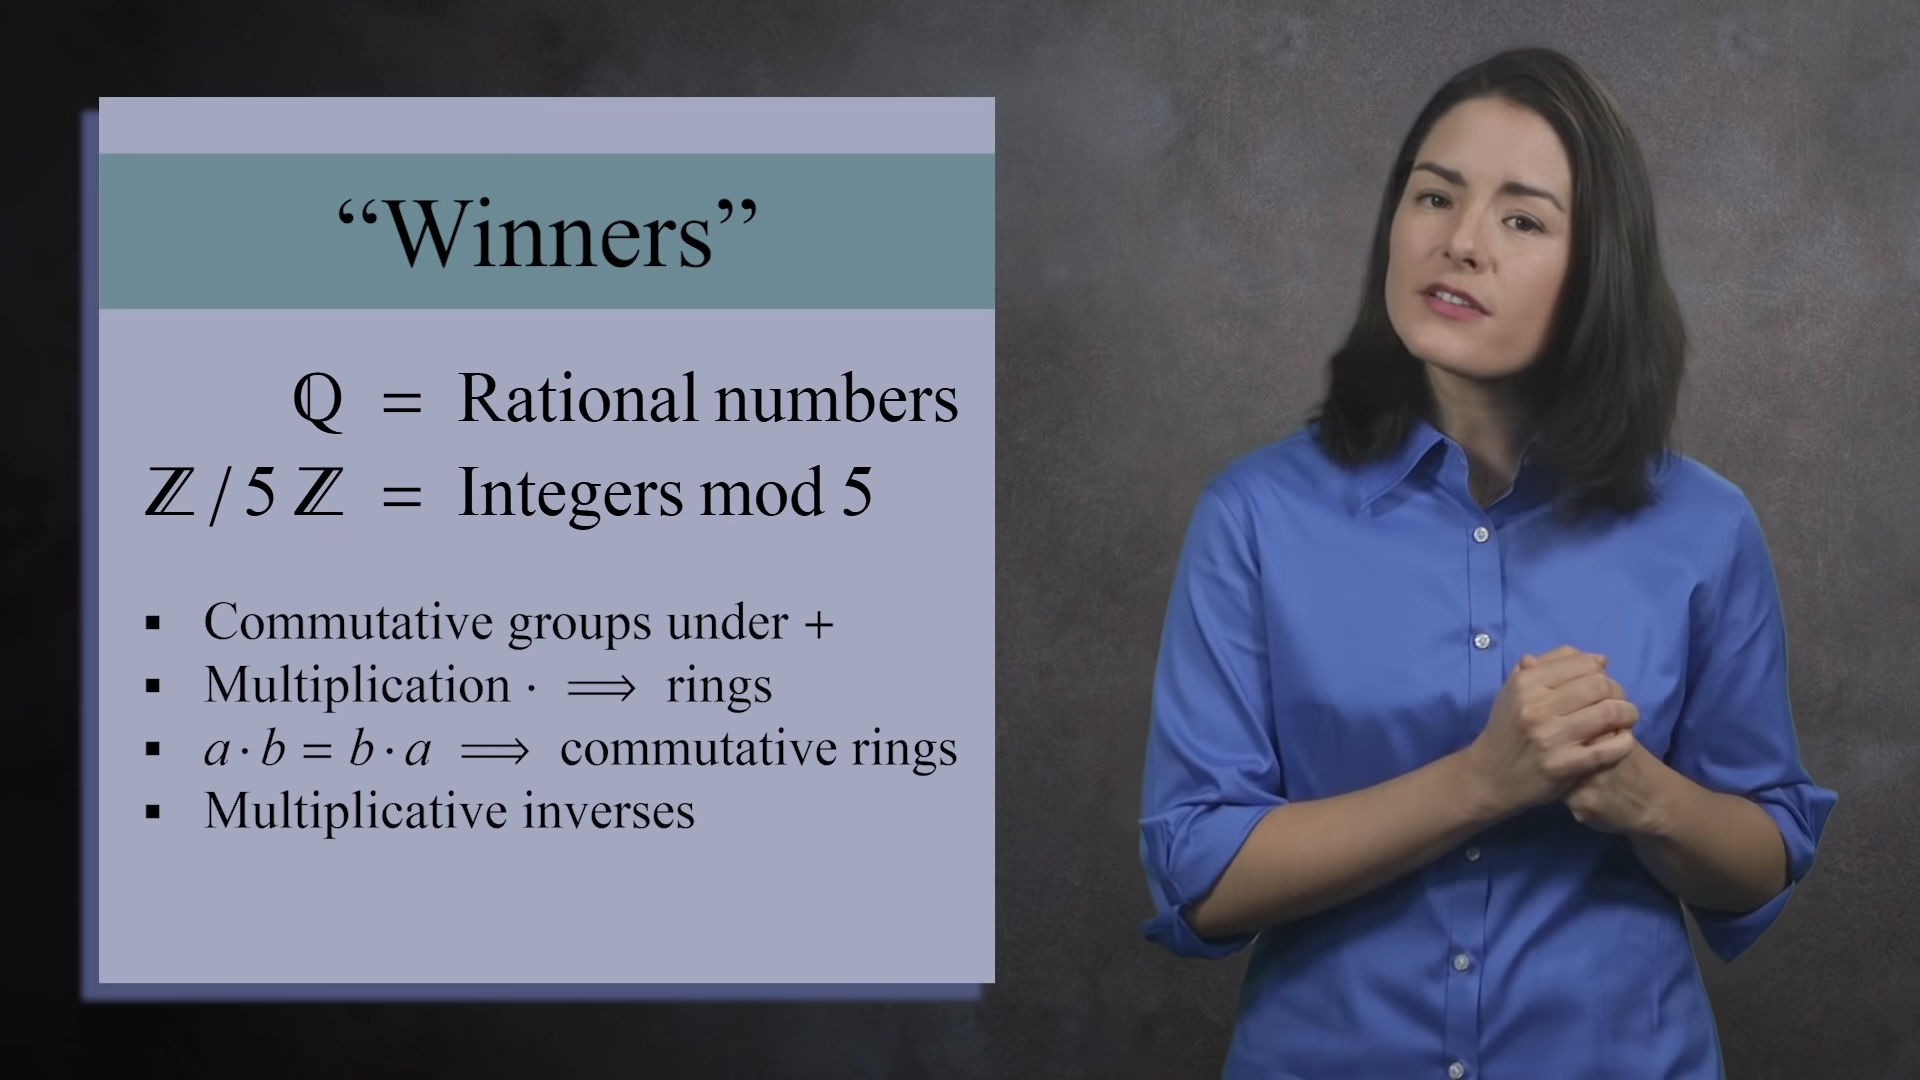 “Winners”
ℚ = Rational numbers
ℤ / 5 ℤ = Integers mod 5
▪ Commutative groups under +
▪ Multiplication · ⟹ rings
▪ a · b = b · a ⟹ commutative rings
▪ Multiplicative inverses